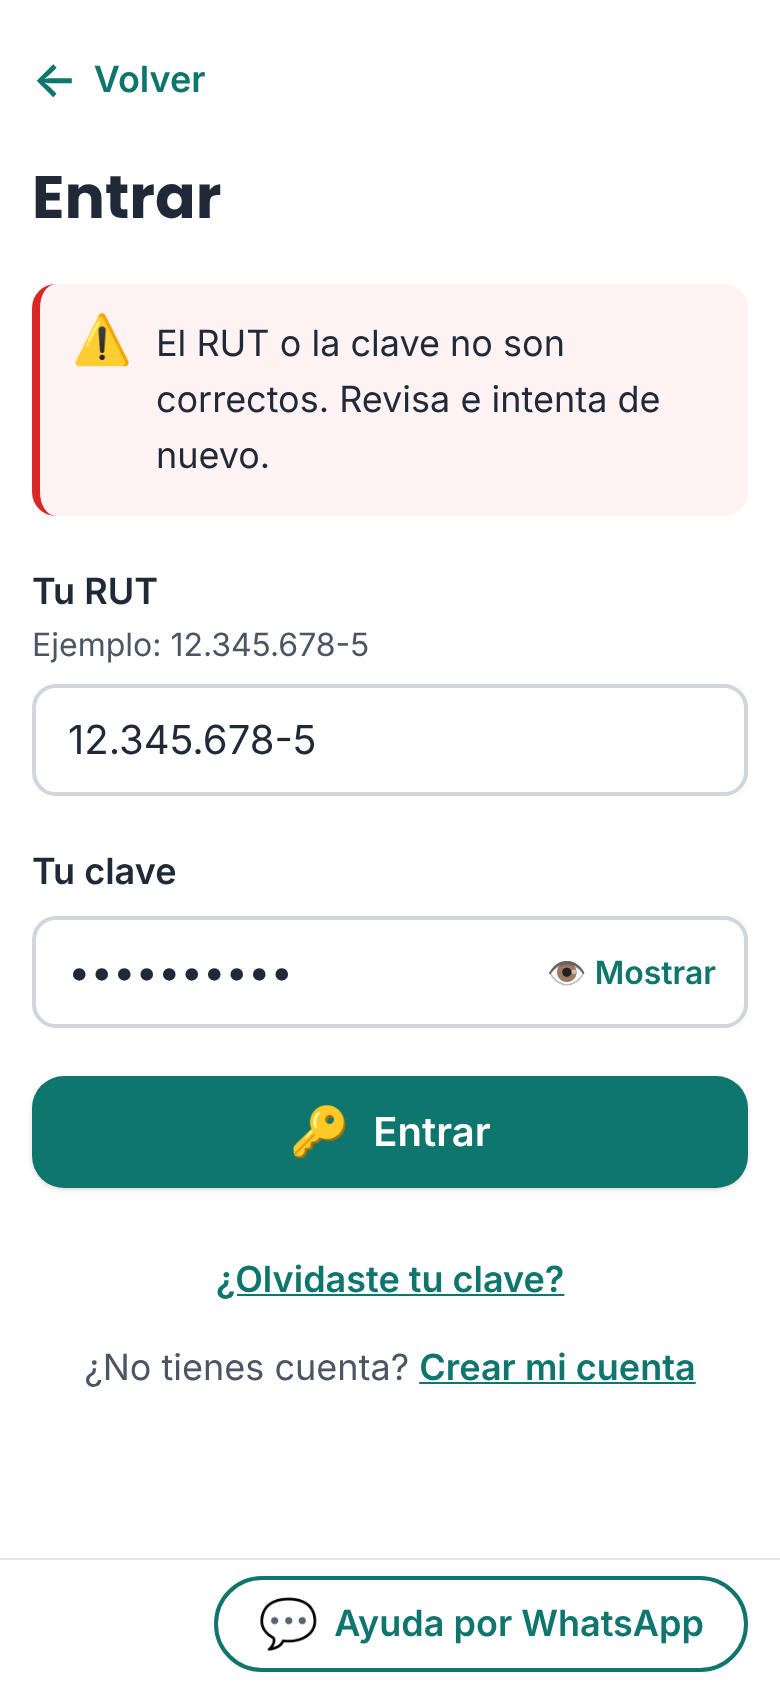 Volver
Entrar
El RUT o la clave no son
correctos. Revisa e intenta de
nuevo.
Tu RUT
Ejemplo: 12.345.678-5
12.345.678-5
Tu clave
••••••••••
Mostrar
Entrar
¿Olvidaste tu clave?
¿No tienes cuenta? Crear mi cuenta
Ayuda por WhatsApp